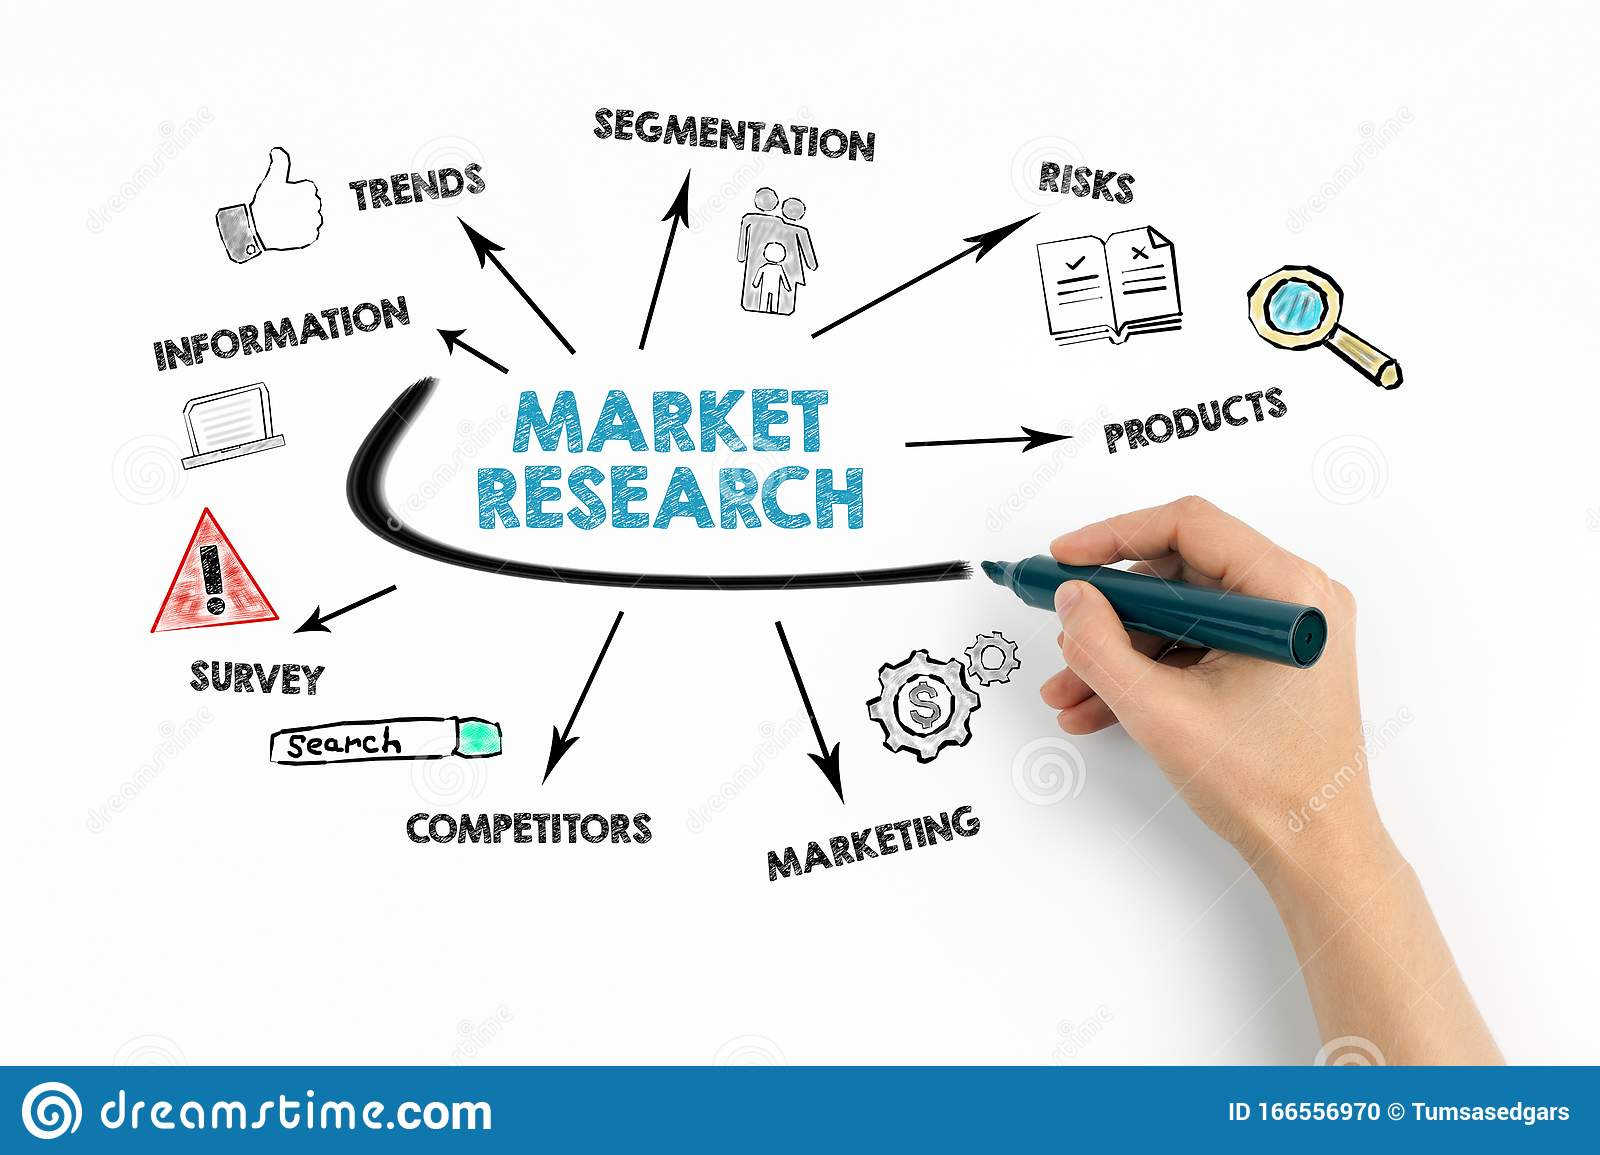 SEGMENTATION
TRENDS
RISKS
INFORMATION
MARKET
RESEARCH
PRODUCTS
SURVEY
Search
$
COMPETITORS
MARKETING
dreamstime.com
ID 166556970 © Tumsasedgars